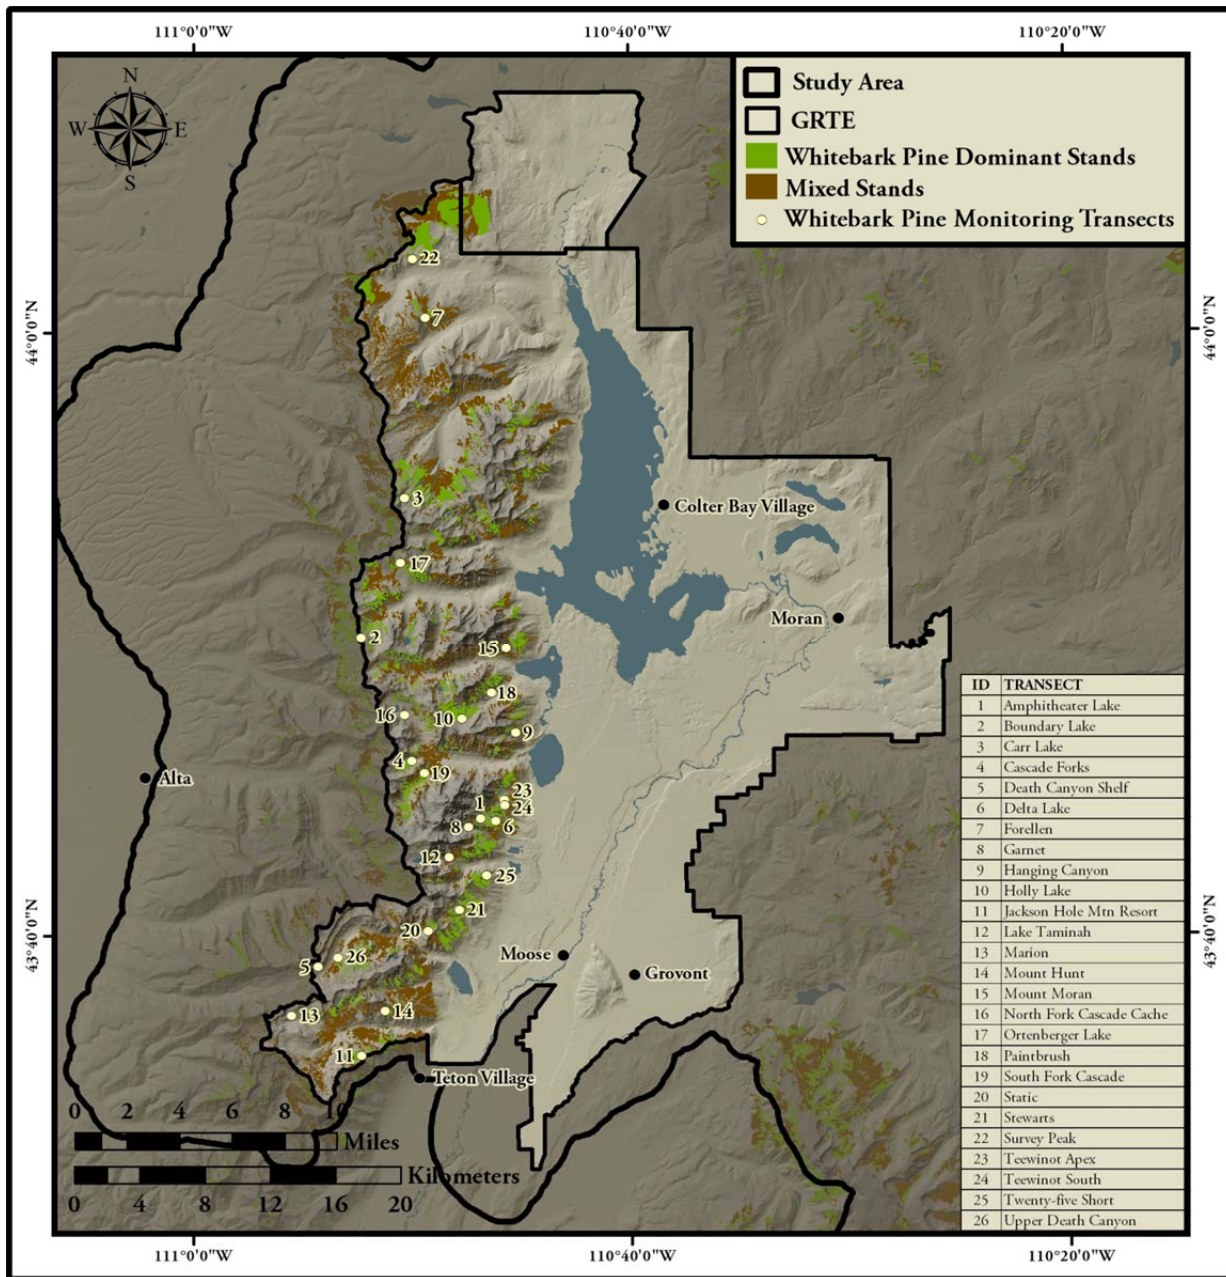 111°0'0"W 110°40'0"W 110°20'0"W
N
W E
S
Study Area
GRTE
Whitebark Pine Dominant Stands
Mixed Stands
Whitebark Pine Monitoring Transects
22
7
44°0'0"N 44°0'0"N
3
Colter Bay Village
17
Moran
2
15
18
16
10
9
4
19
Alta
23
1
24
8
6
12
25
21
20
43°40'0"N 43°40'0"N
Moose
26
5
Grovont
14
13
11
Teton Village
ID TRANSECT
1 Amphitheater Lake
2 Boundary Lake
3 Carr Lake
4 Cascade Forks
5 Death Canyon Shelf
6 Delta Lake
7 Forellen
8 Garnet
9 Hanging Canyon
10 Holly Lake
11 Jackson Hole Mtn Resort
12 Lake Taminah
13 Marion
14 Mount Hunt
15 Mount Moran
16 North Fork Cascade Cache
17 Ortenberger Lake
18 Paintbrush
19 South Fork Cascade
20 Static
21 Stewarts
22 Survey Peak
23 Teewinot Apex
24 Teewinot South
25 Twenty-five Short
26 Upper Death Canyon
0 2 4 6 8 10
Miles
Kilometers
0 4 8 12 16 20
111°0'0"W 110°40'0"W 110°20'0"W